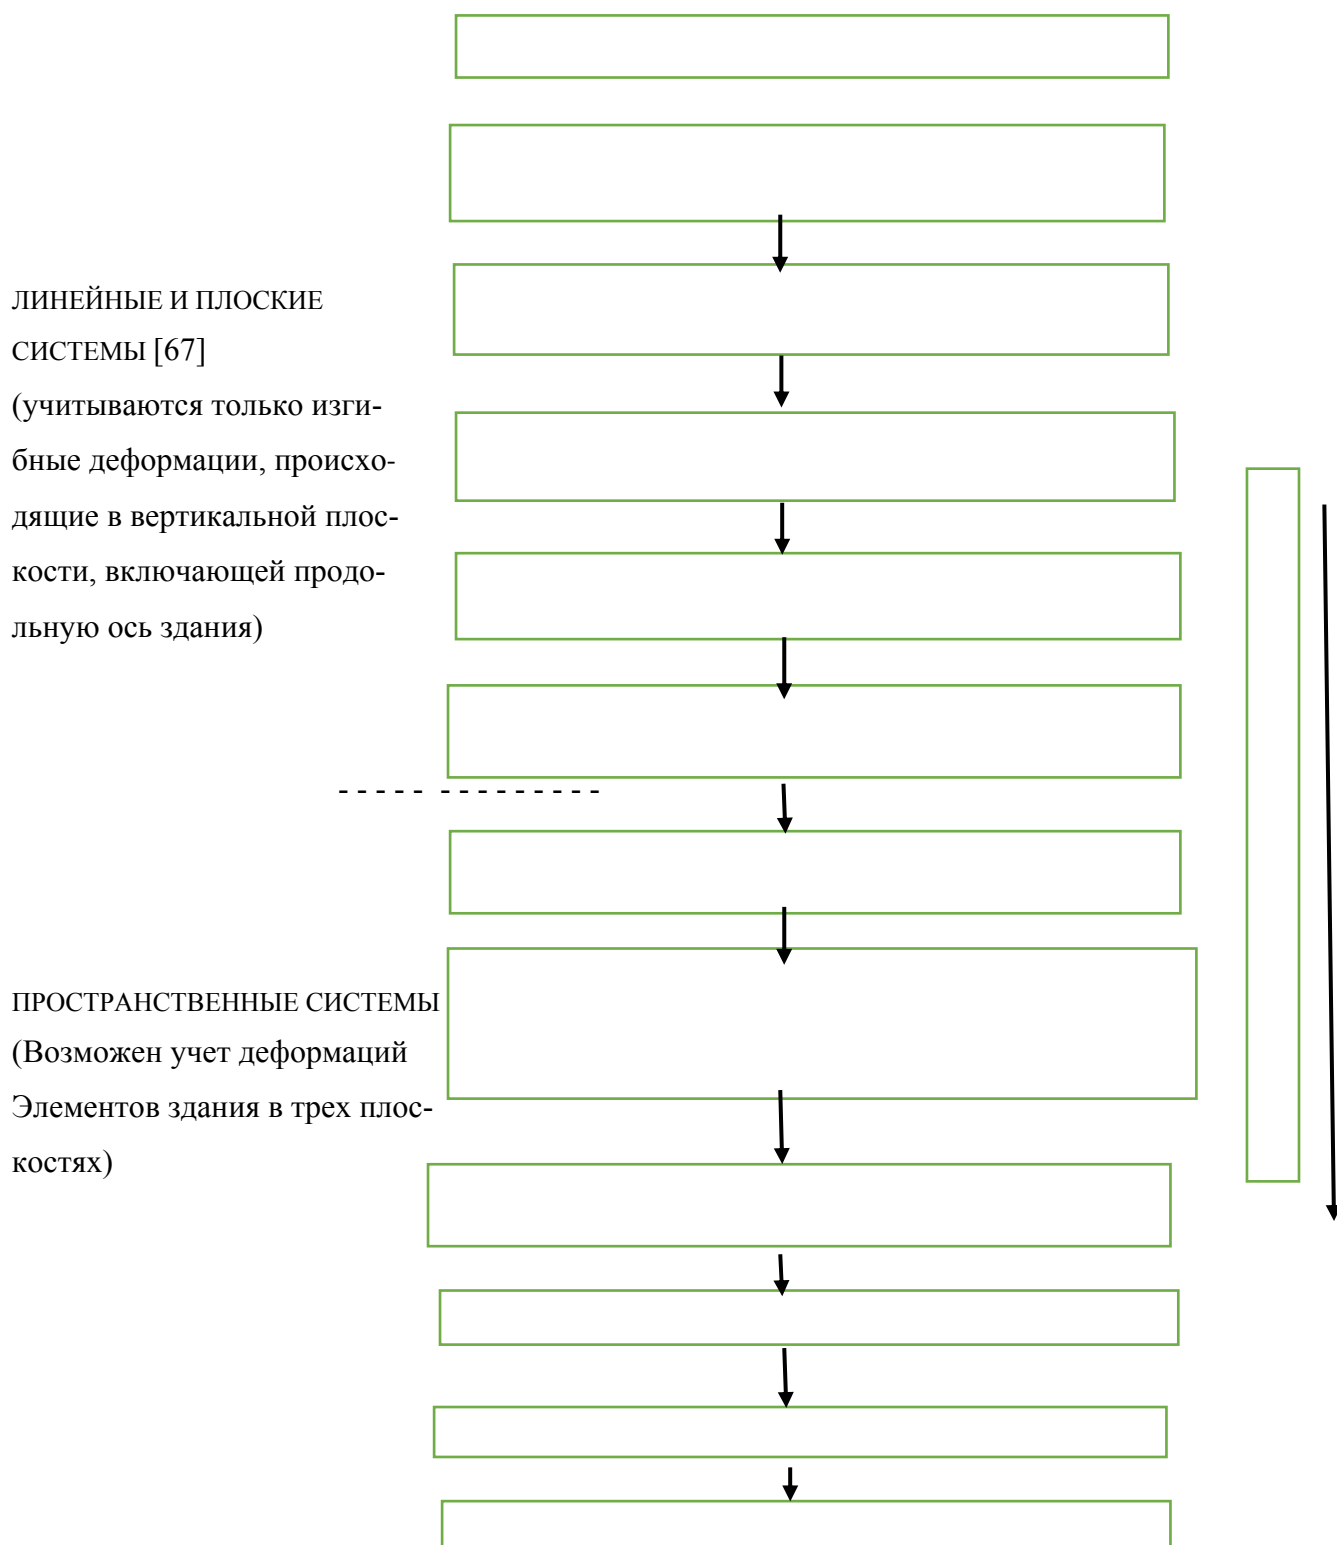 ЛИНЕЙНЫЕ И ПЛОСКИЕ
СИСТЕМЫ [67]
(учитываются только изги-
бные деформации, происхо-
дящие в вертикальной плос-
кости, включающей продо-
льную ось здания)
- - - - - - - - - - - - - -
ПРОСТРАНСТВЕННЫЕ СИСТЕМЫ
(Возможен учет деформаций
Элементов здания в трех плос-
костях)